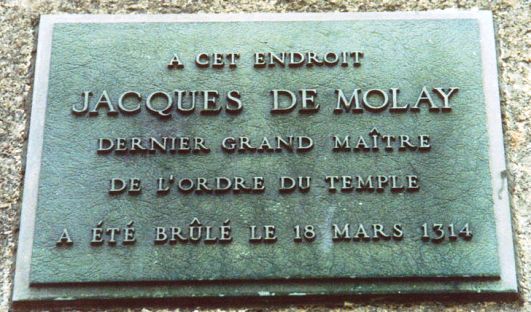 A CET ENDROIT
JACQUES DE MOLAY
DERNIER GRAND MAÎTRE
DE L'ORDRE DU TEMPLE
A ÉTÉ BRÛLÉ LE 18 MARS 1314